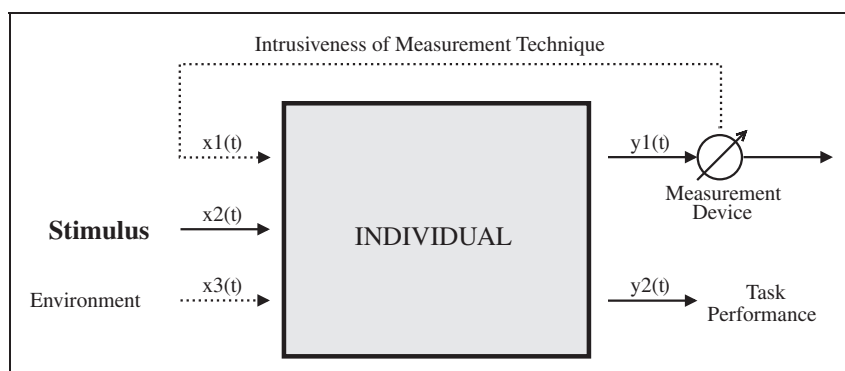 Intrusiveness of Measurement Technique
x1(t)
y1(t)
Measurement
Device
Stimulus
x2(t)
INDIVIDUAL
Environment
x3(t)
y2(t)
Task
Performance